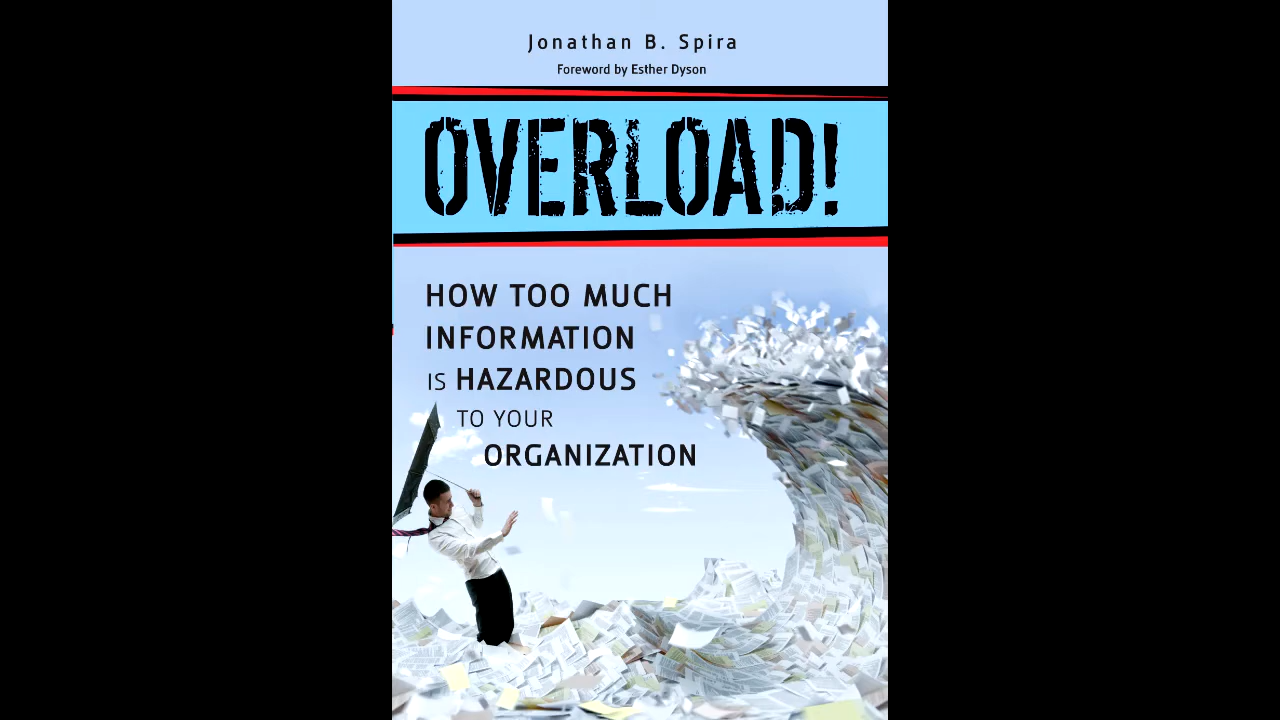 Jonathan B. Spira
Foreword by Esther Dyson
OVERLOAD!
HOW TOO MUCH
INFORMATION
IS HAZARDOUS
TO YOUR
ORGANIZATION